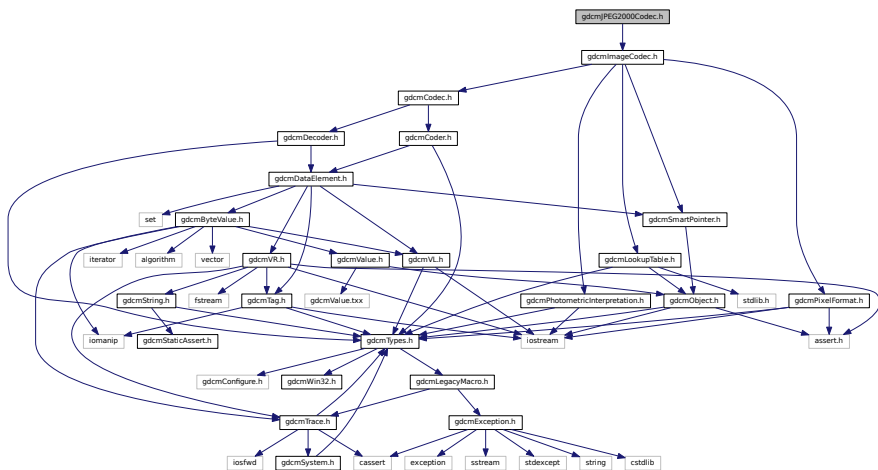 gdcmJPEG2000Codec.h
gdcmImageCodec.h
gdcmCodec.h
gdcmDecoder.h
gdcmCoder.h
gdcmDataElement.h
set
gdcmByteValue.h
gdcmSmartPointer.h
iterator
algorithm
vector
gdcmVR.h
gdcmValue.h
gdcmVL.h
gdcmLookupTable.h
gdcmString.h
fstream
gdcmTag.h
gdcmValue.txx
gdcmPhotometricInterpretation.h
gdcmObject.h
stdlib.h
gdcmPixelFormat.h
iomanip
gdcmStaticAssert.h
gdcmTypes.h
iostream
assert.h
gdcmConfigure.h
gdcmWin32.h
gdcmLegacyMacro.h
gdcmTrace.h
gdcmException.h
iosfwd
gdcmSystem.h
cassert
exception
sstream
stdexcept
string
cstdlib